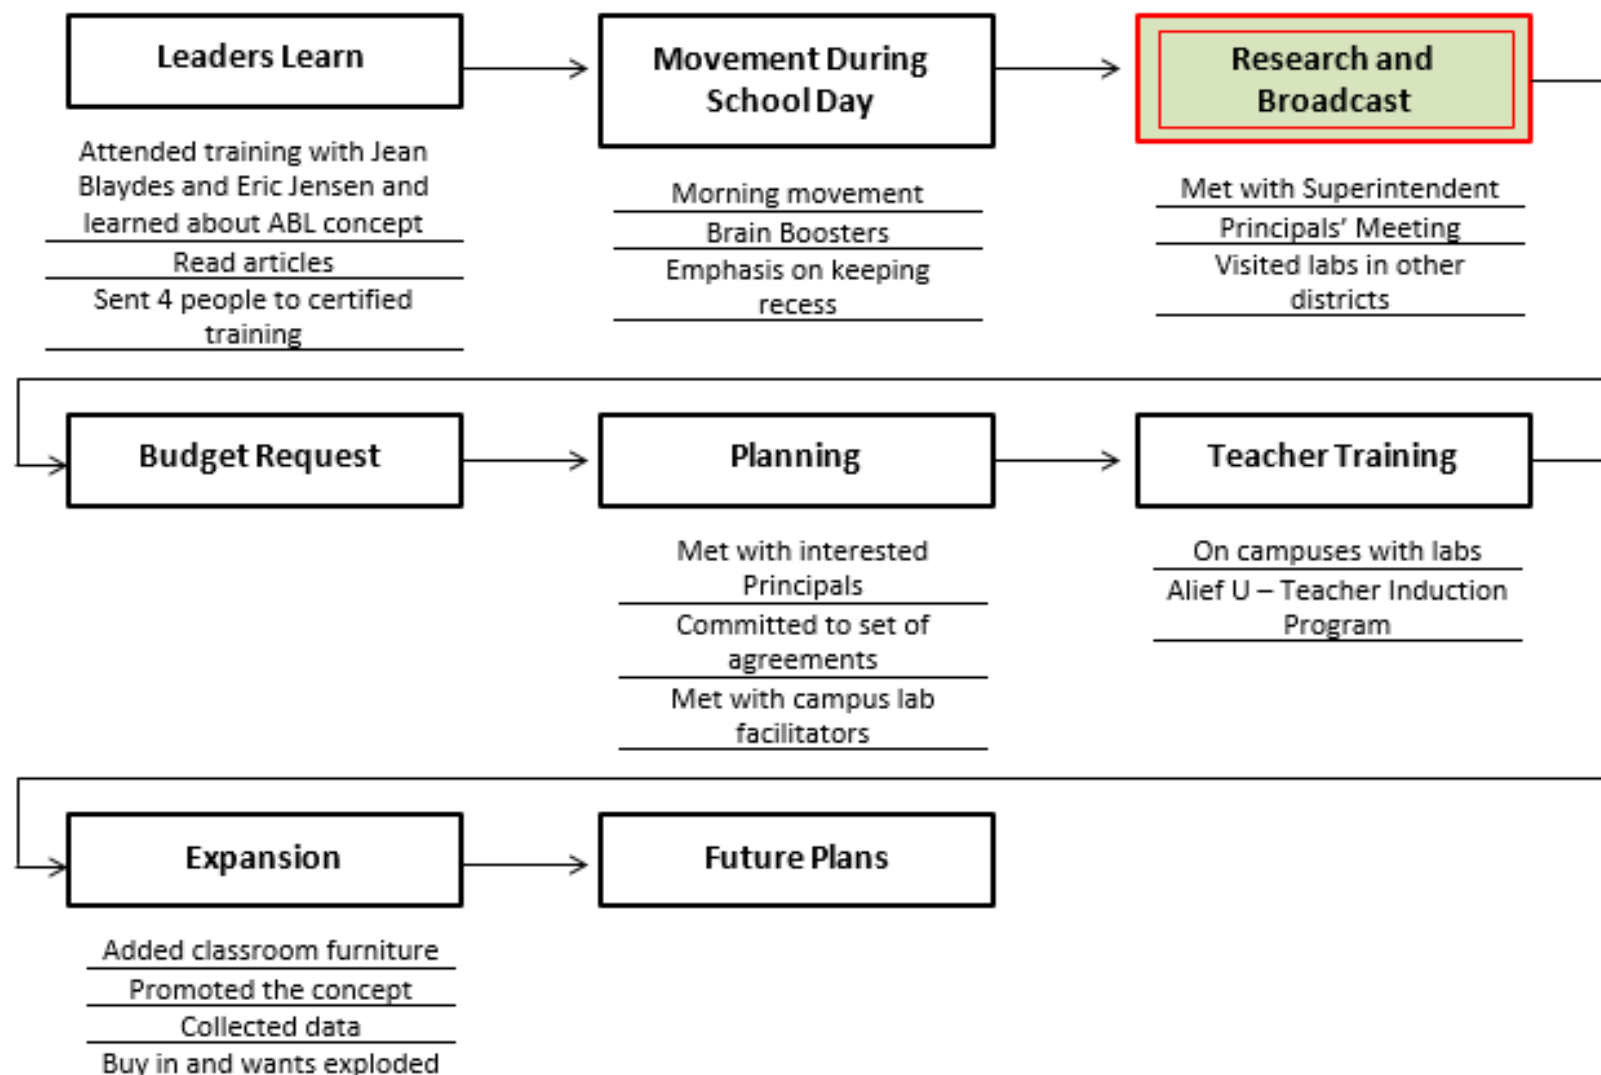 Leaders Learn
Attended training with Jean
Blaydes and Eric Jensen and
learned about ABL concept
Read articles
Sent 4 people to certified
training
Movement During
School Day
Morning movement
Brain Boosters
Emphasis on keeping
recess
Research and
Broadcast
Met with Superintendent
Principals’ Meeting
Visited labs in other
districts
Budget Request
Planning
Met with interested
Principals
Committed to set of
agreements
Met with campus lab
facilitators
Teacher Training
On campuses with labs
Alief U – Teacher Induction
Program
Expansion
Added classroom furniture
Promoted the concept
Collected data
Buy in and wants exploded
Future Plans